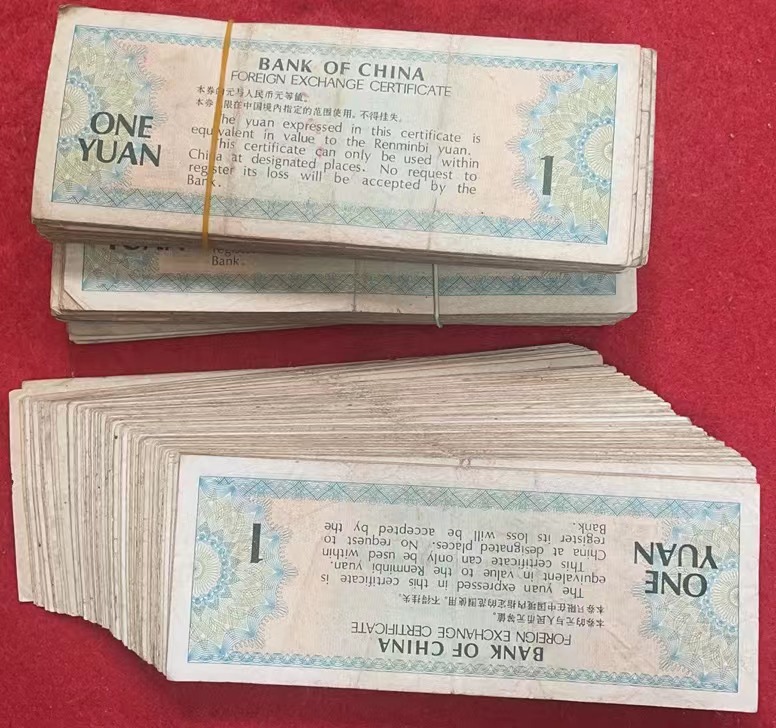 BANK OF CHINA
FOREIGN EXCHANGE CERTIFICATE
本券的元与人民币元等值。
本券 限在中国境内指定的范围使用，不得挂失。
he yuan expressed in this certificate is
equivalent in value to the Renminbi yuan.
his certificate can only be used within
China at designated places. No request to
register its loss will be accepted by the
Bank.
ONE
YUAN
1
YUAN
regis
Bank.
BANK OF CHINA
FOREIGN EXCHANGE CERTIFICATE
本券的元与人民币元等值。
本券只限在中国境内指定的范围使用，不得挂失。
The yuan expressed in this certificate is
equivalent in value to the Renminbi yuan.
This certificate can only be used within
China at designated places. No request to
register its loss will be accepted by the
Bank.
ONE
YUAN
1